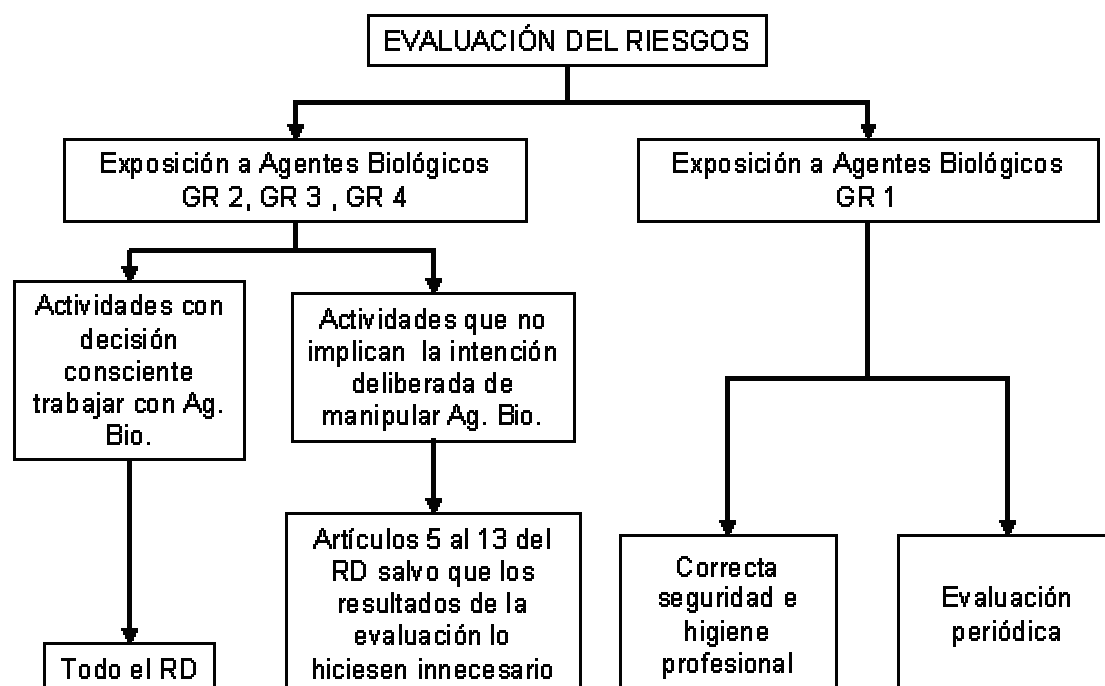 EVALUACIÓN DEL RIESGOS
Exposición a Agentes Biológicos
GR 2, GR 3 , GR 4
Exposición a Agentes Biológicos
GR 1
Actividades con
decisión
consciente
trabajar con Ag.
Bio.
Actividades que no
implican la intención
deliberada de
manipular Ag. Bio.
Todo el RD
Artículos 5 al 13 del
RD salvo que los
resultados de la
evaluación lo
hiciesen innecesario
Correcta
seguridad e
higiene
profesional
Evaluación
periódica